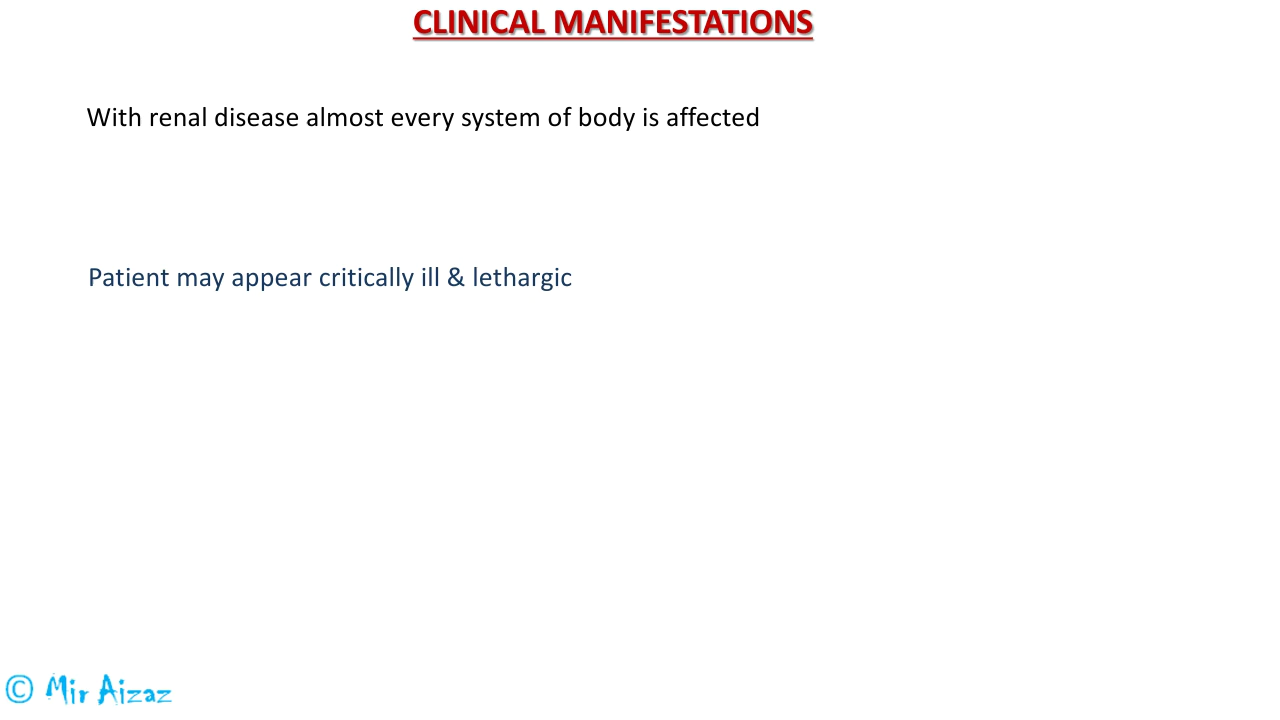 CLINICAL MANIFESTATIONS
With renal disease almost every system of body is affected
Patient may appear critically ill & lethargic
© Mir Aizaz